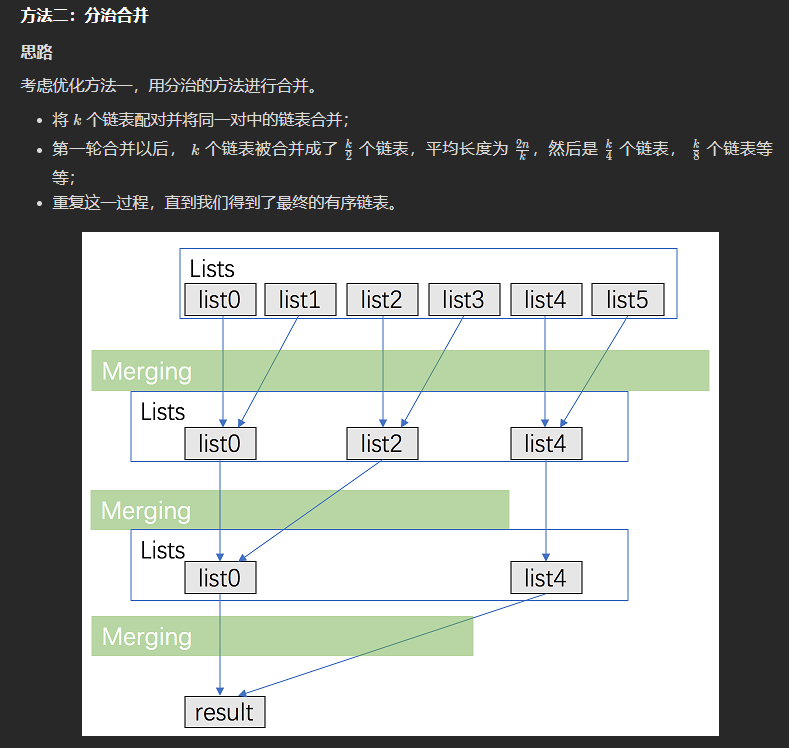 方法二：分治合并
思路
考虑优化方法一，用分治的方法进行合并。
• 将 k 个链表配对并将同一对中的链表合并；
• 第一轮合并以后， k 个链表被合并成了 k/2 个链表，平均长度为 2n/k，然后是 k/4 个链表， k/8 个链表等
等；
• 重复这一过程，直到我们得到了最终的有序链表。
Lists
list0 list1 list2 list3 list4 list5
Merging
Lists
list0 list2 list4
Merging
Lists
list0 list4
Merging
result